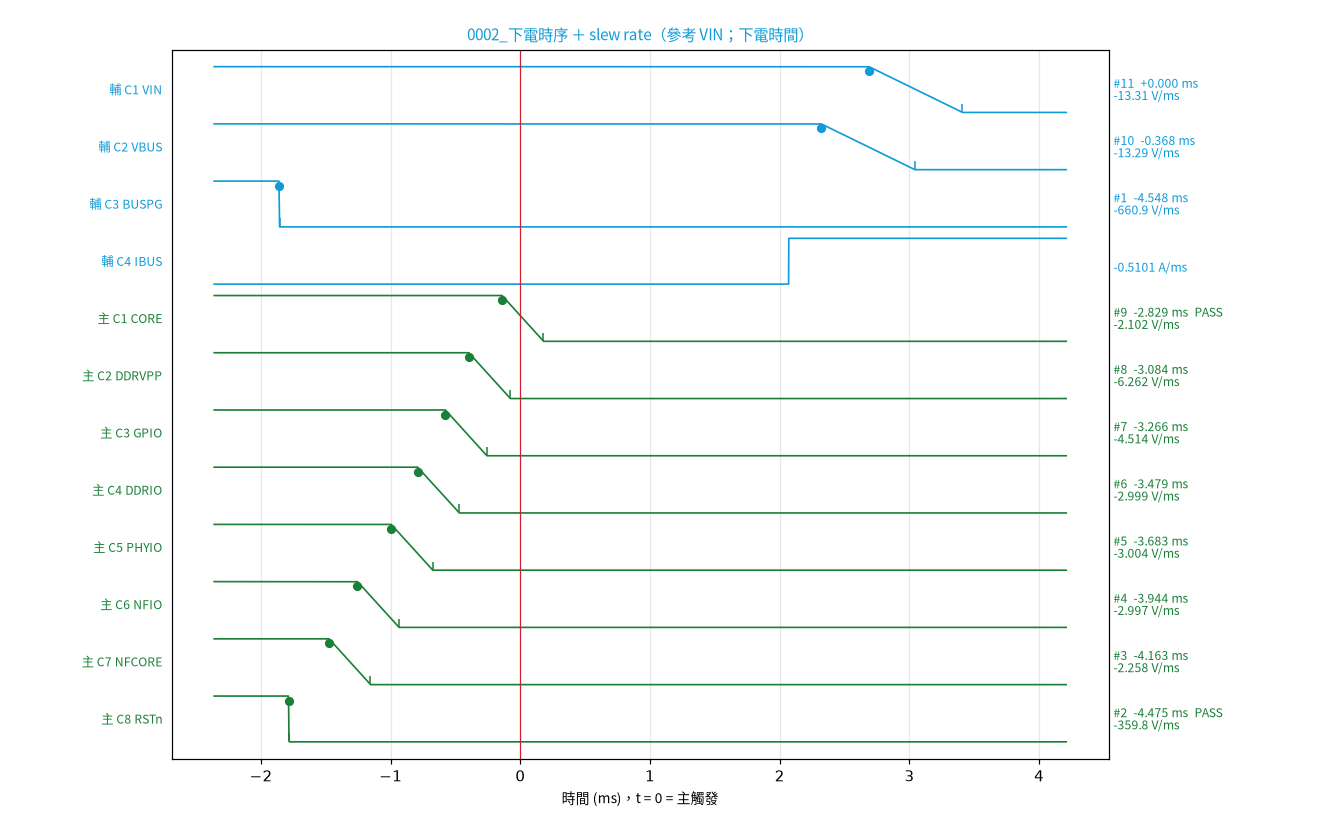 0002_下電時序 ＋ slew rate（參考 VIN；下電時間）
輔 C1 VIN
#11 +0.000 ms
-13.31 V/ms
輔 C2 VBUS
#10 -0.368 ms
-13.29 V/ms
輔 C3 BUSPG
#1 -4.548 ms
-660.9 V/ms
輔 C4 IBUS
-0.5101 A/ms
主 C1 CORE
#9 -2.829 ms PASS
-2.102 V/ms
主 C2 DDRVPP
#8 -3.084 ms
-6.262 V/ms
主 C3 GPIO
#7 -3.266 ms
-4.514 V/ms
主 C4 DDRIO
#6 -3.479 ms
-2.999 V/ms
主 C5 PHYIO
#5 -3.683 ms
-3.004 V/ms
主 C6 NFIO
#4 -3.944 ms
-2.997 V/ms
主 C7 NFCORE
#3 -4.163 ms
-2.258 V/ms
主 C8 RSTn
#2 -4.475 ms PASS
-359.8 V/ms
−2 −1 0 1 2 3 4
時間 (ms)，t = 0 = 主觸發